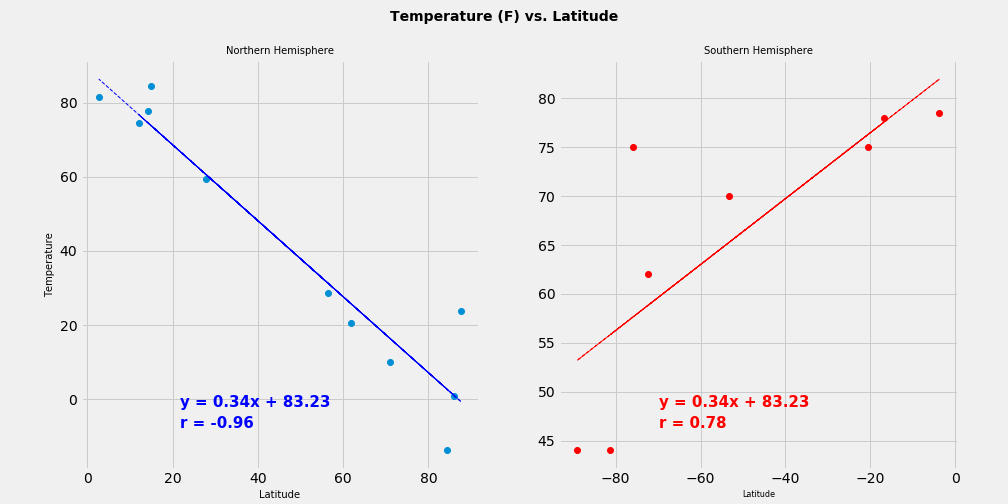 Temperature (F) vs. Latitude
Northern Hemisphere
Temperature
80
60
40
20
0
y = 0.34x + 83.23
r = -0.96
0 20 40 60 80
Latitude
Southern Hemisphere
80
75
70
65
60
55
50
45
y = 0.34x + 83.23
r = 0.78
−80 −60 −40 −20 0
Latitude